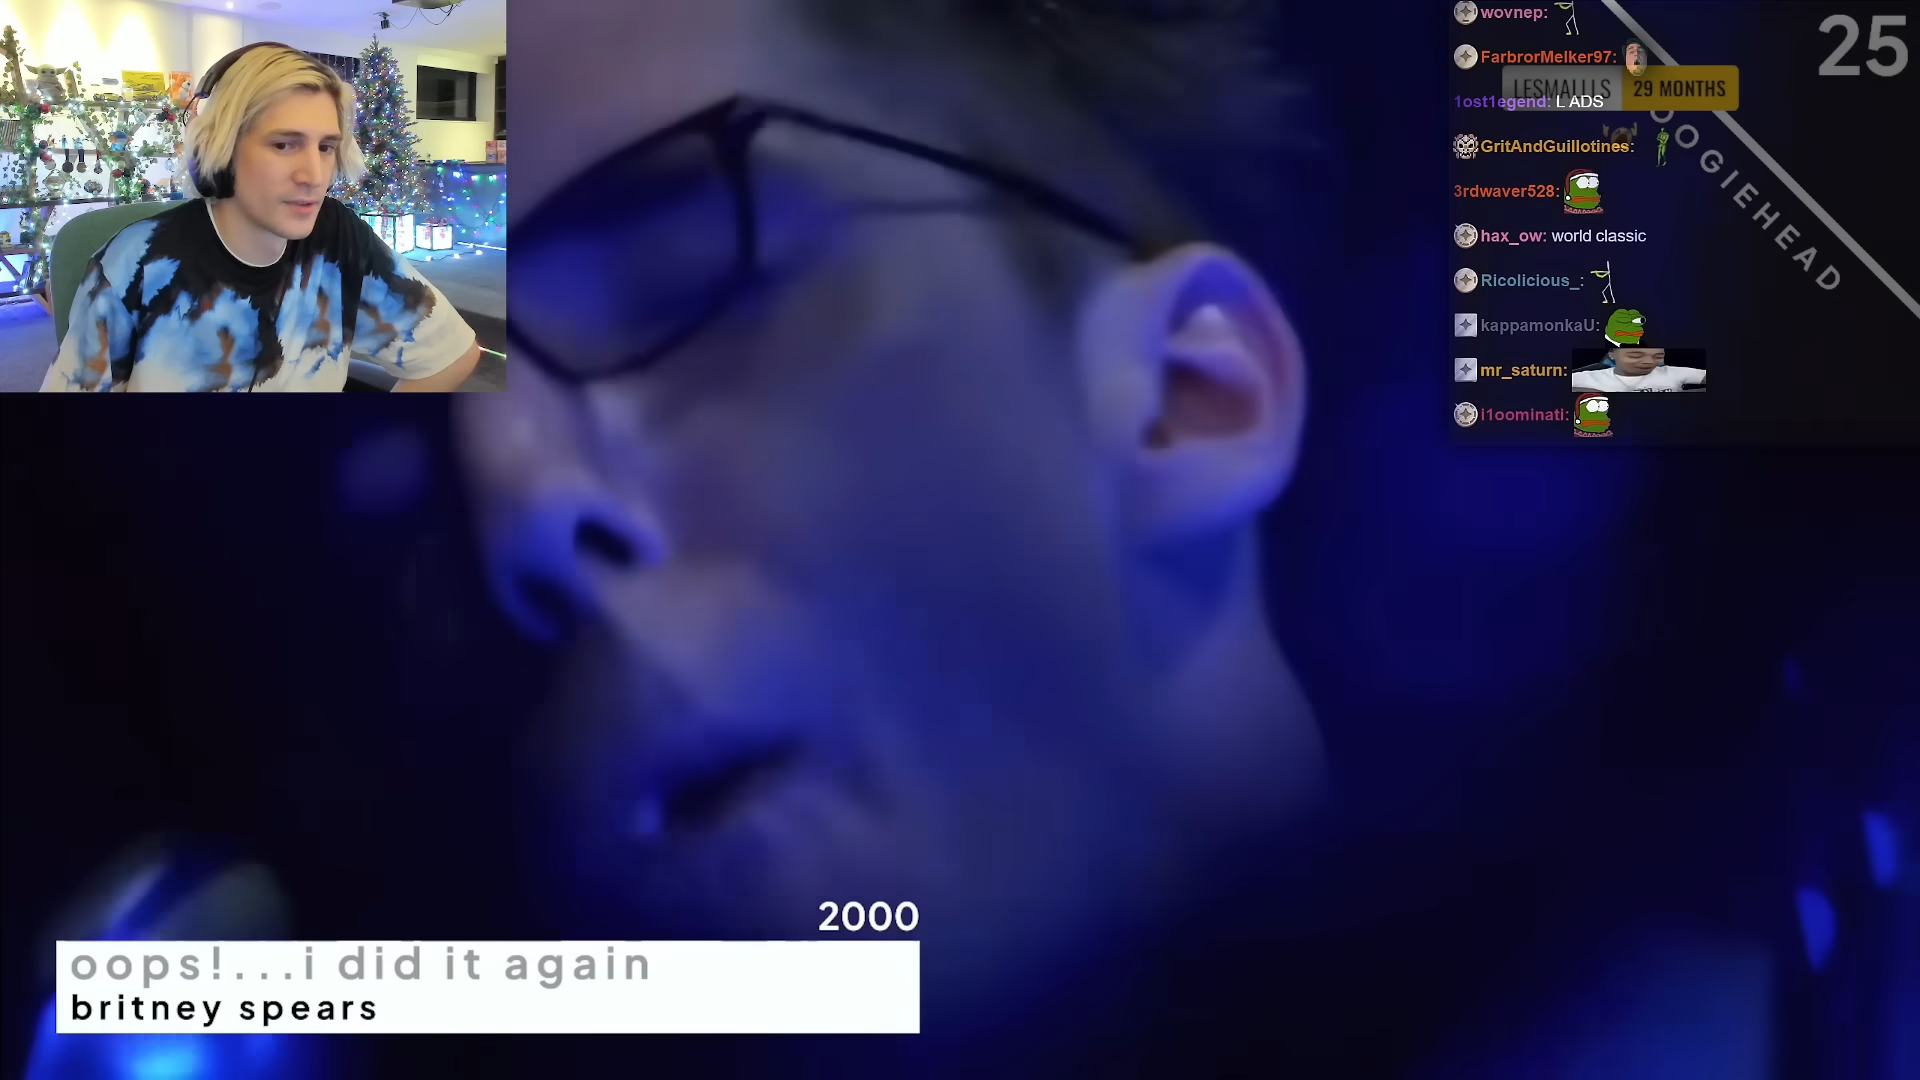 wovnep:
25
FarbrorMelker97:
LESMALLLS 29 MONTHS
1ost1egend: L ADS
OOGIEHEAD
GritAndGuillotines:
3rdwaver528:
hax_ow: world classic
Ricolicious_:
kappamonkaU:
mr_saturn:
i1oominati:
2000
oops!...i did it again
britney spears